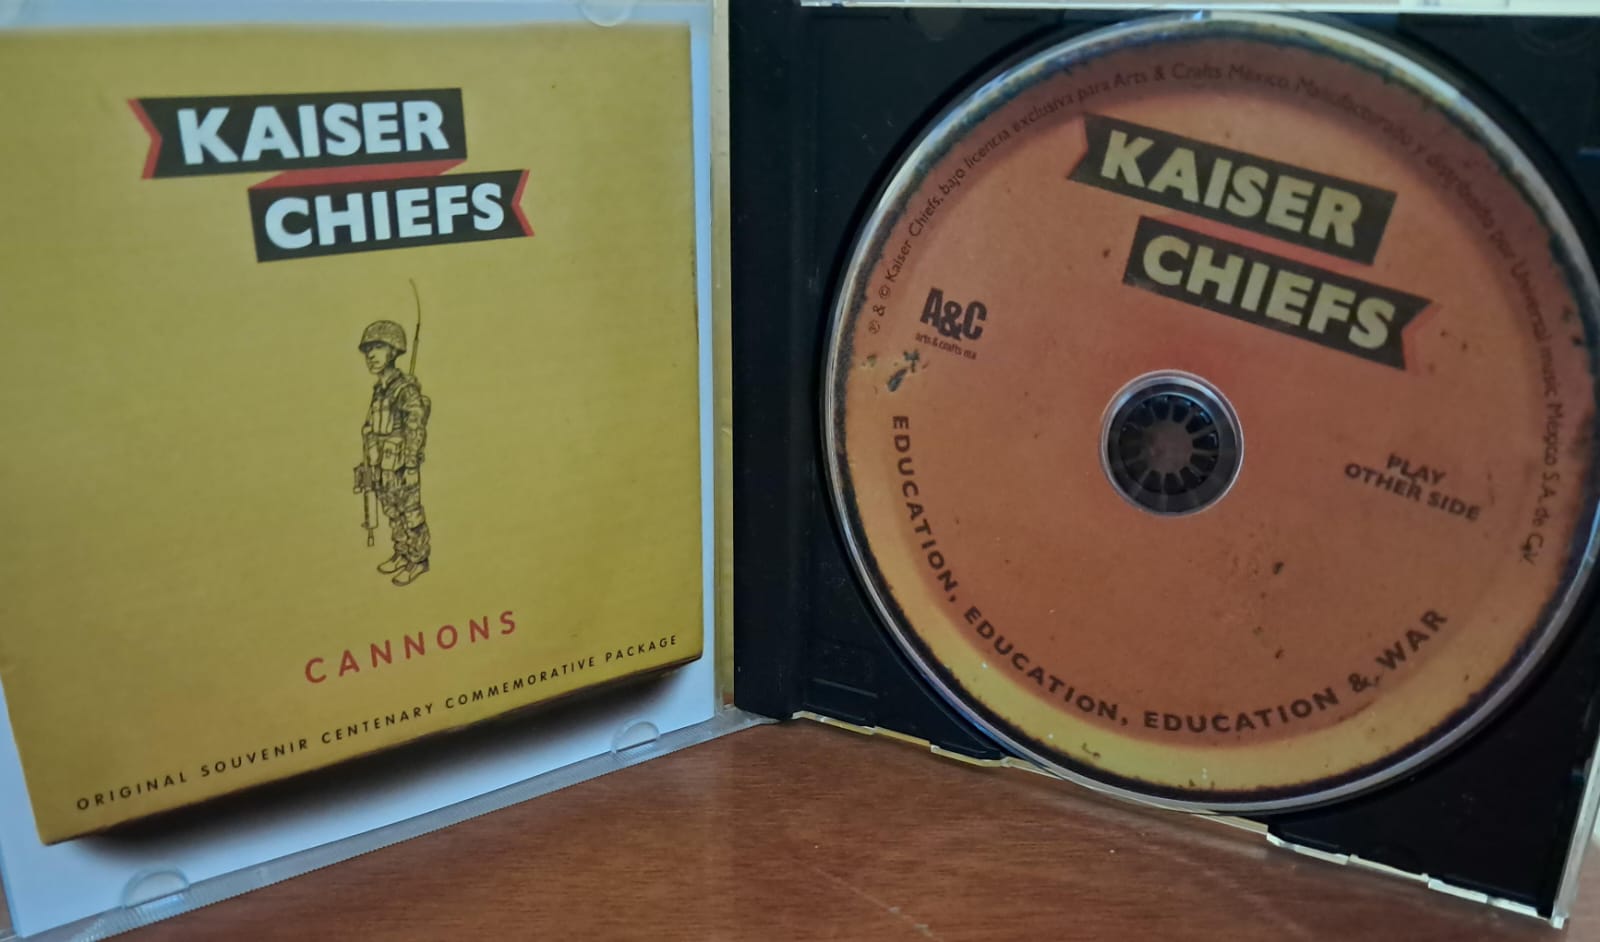 KAISER
CHIEFS
CANNONS
ORIGINAL SOUVENIR CENTENARY COMMEMORATIVE PACKAGE
℗ & © Kaiser Chiefs, bajo licencia exclusiva para Arts & Crafts México. Manufacturado y distribuido por Universal music México S.A. de C.V.
KAISER
CHIEFS
A&C
arts & crafts mx
PLAY
OTHER SIDE
EDUCATION, EDUCATION, EDUCATION & WAR